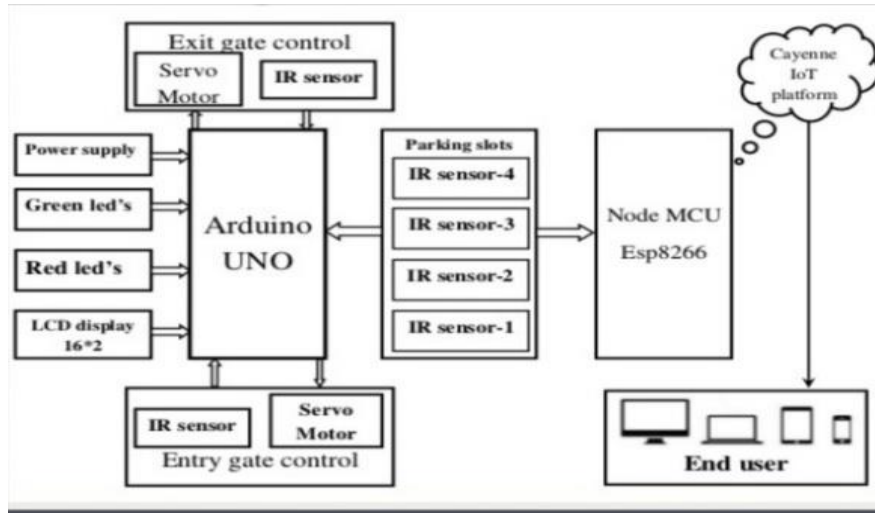 Exit gate control
Servo
Motor
IR sensor
Power supply
Green led's
Red led's
LCD display
16*2
Arduino
UNO
Parking slots
IR sensor-4
IR sensor-3
IR sensor-2
IR sensor-1
Node MCU
Esp8266
Cayenne
IoT
platform
IR sensor
Servo
Motor
Entry gate control
End user